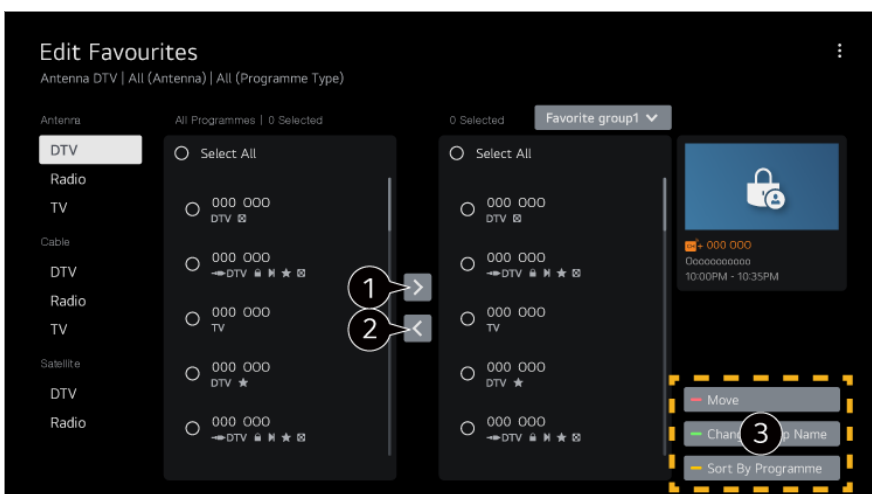 Edit Favourites
Antenna DTV | All (Antenna) | All (Programme Type)
Antenna
DTV
Radio
TV
Cable
DTV
Radio
TV
Satellite
DTV
Radio
All Programmes | 0 Selected
Select All
000 000
DTV
000 000
DTV
000 000
TV
000 000
DTV
000 000
DTV
1
2
0 Selected
Favorite group1
Select All
000 000
DTV
000 000
DTV
000 000
TV
000 000
DTV
000 000
DTV
000 000
Ooooooooooo
10:00PM - 10:35PM
Move
3
Name
Sort By Programme